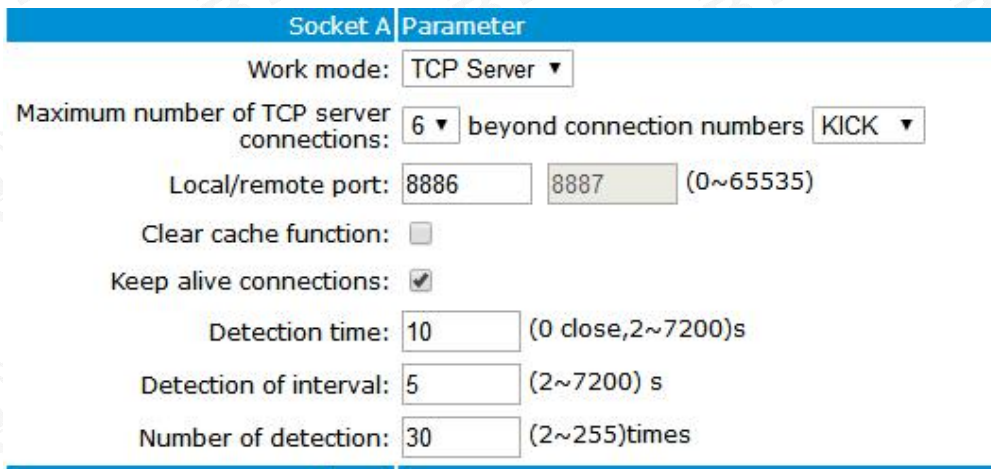 Socket A Parameter
Work mode: TCP Server
Maximum number of TCP server connections: 6 beyond connection numbers KICK
Local/remote port: 8886 8887 (0~65535)
Clear cache function:
Keep alive connections:
Detection time: 10 (0 close,2~7200)s
Detection of interval: 5 (2~7200) s
Number of detection: 30 (2~255)times